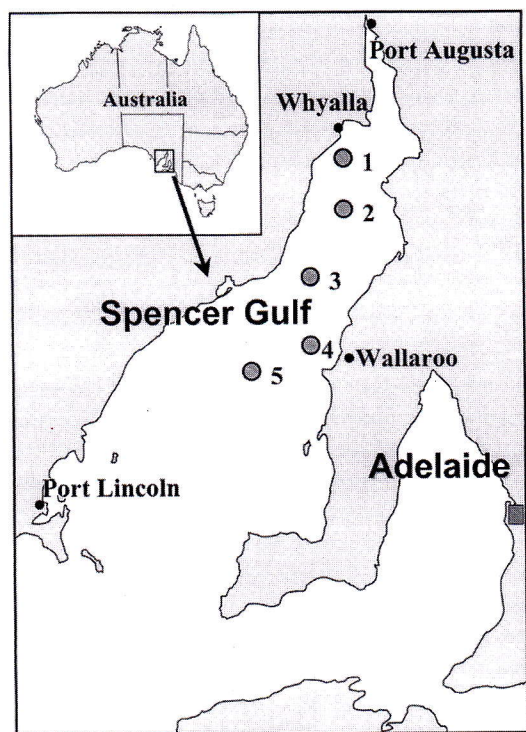 Port Augusta
Australia
Whyalla
1
2
3
Spencer Gulf
4
Wallaroo
5
Adelaide
Port Lincoln